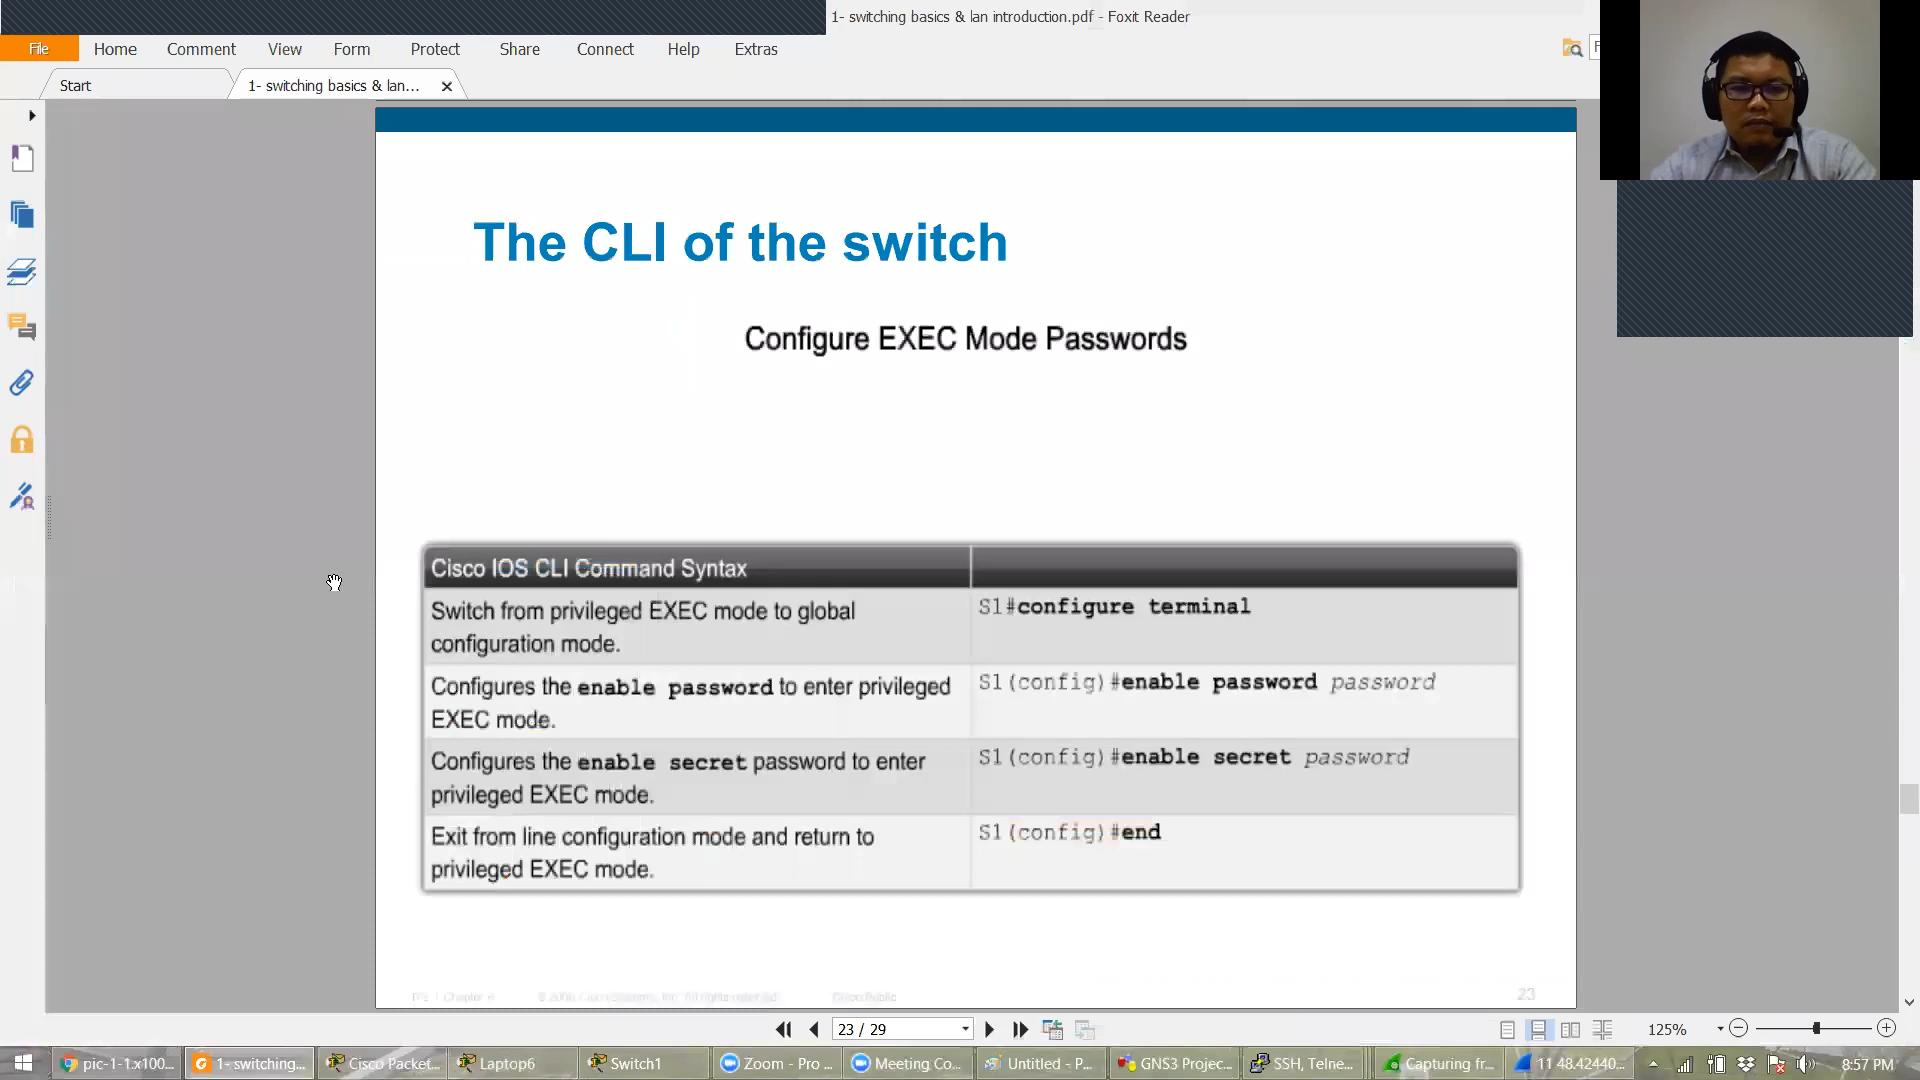 1- switching basics & lan introduction.pdf - Foxit Reader
File Home Comment View Form Protect Share Connect Help Extras
Start 1- switching basics & lan...
The CLI of the switch
Configure EXEC Mode Passwords
Cisco IOS CLI Command Syntax
Switch from privileged EXEC mode to global S1#configure terminal
configuration mode.
Configures the enable password to enter privileged S1(config)#enable password password
EXEC mode.
Configures the enable secret password to enter S1(config)#enable secret password
privileged EXEC mode.
Exit from line configuration mode and return to S1(config)#end
privileged EXEC mode.
23
23 / 29 125%
pic-1-1.x100... 1- switching... Cisco Packet... Laptop6 Switch1 Zoom - Pro ... Meeting Co... Untitled - P... GNS3 Projec... SSH, Telne... Capturing fr... 11 48.42440... 8:57 PM